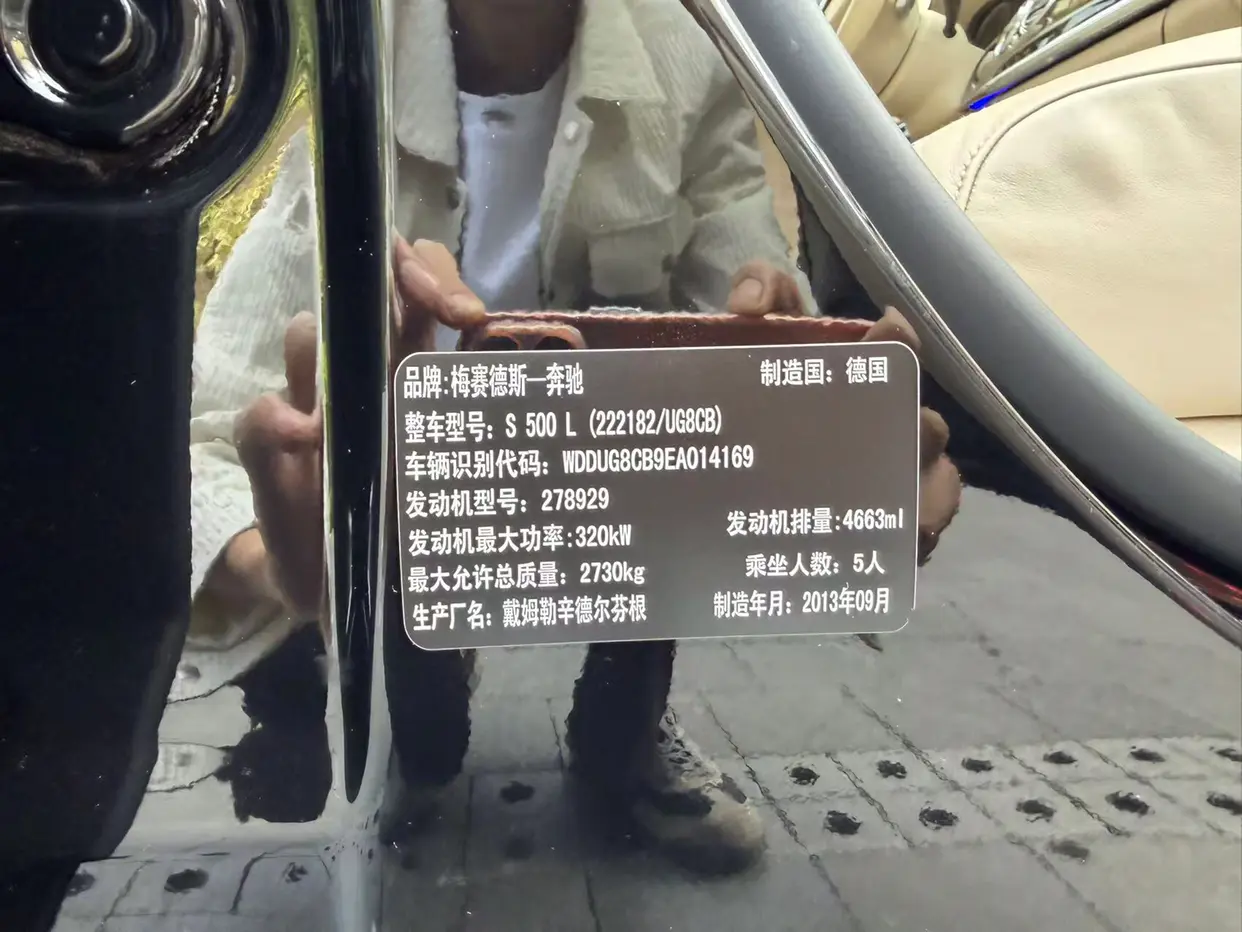 品牌:梅赛德斯—奔驰 制造国：德国
整车型号：S 500 L (222182/UG8CB)
车辆识别代码：WDDUG8CB9EA014169
发动机型号：278929
发动机最大功率:320kW 发动机排量:4663ml
最大允许总质量：2730kg 乘坐人数：5人
生产厂名：戴姆勒辛德尔芬根 制造年月：2013年09月